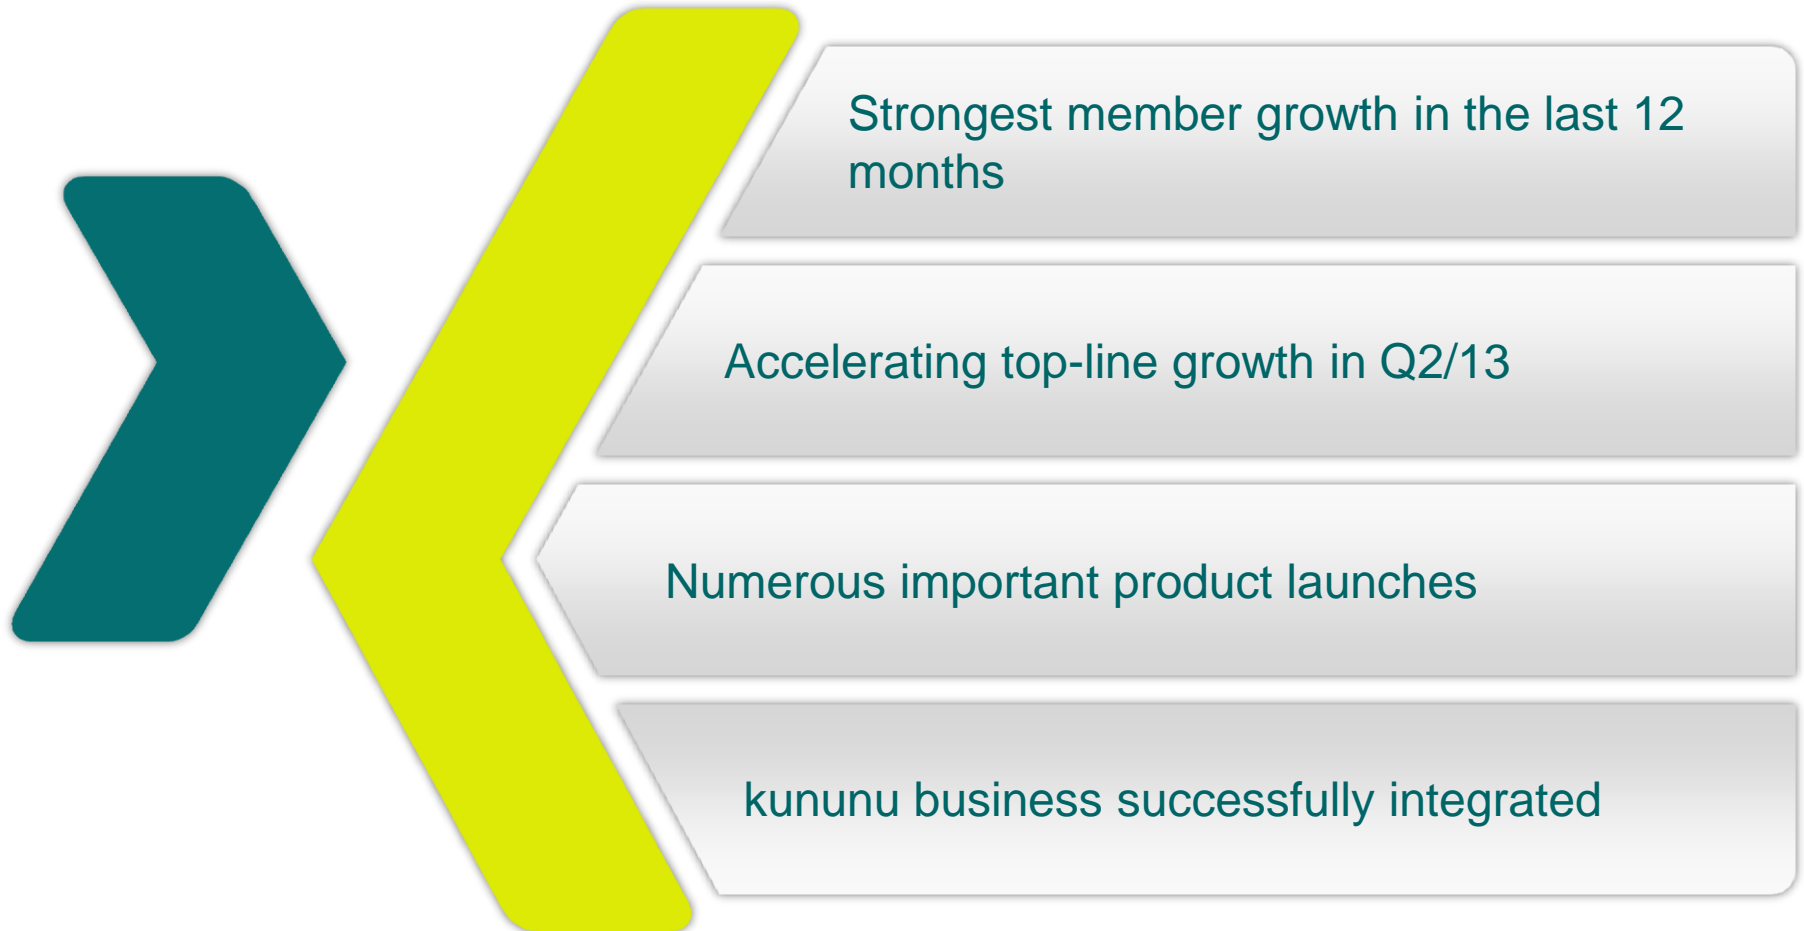 Strongest member growth in the last 12
months
Accelerating top-line growth in Q2/13
Numerous important product launches
kununu business successfully integrated